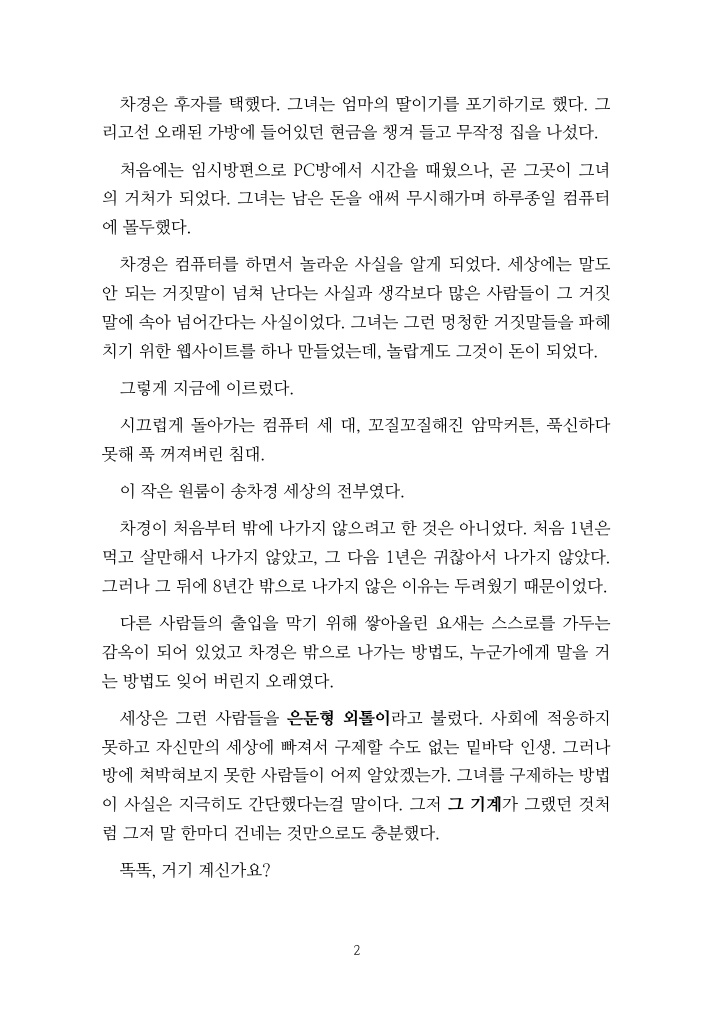 차경은 후자를 택했다. 그녀는 엄마의 딸이기를 포기하기로 했다. 그
리고선 오래된 가방에 들어있던 현금을 챙겨 들고 무작정 집을 나섰다.
처음에는 임시방편으로 PC방에서 시간을 때웠으나, 곧 그곳이 그녀
의 거처가 되었다. 그녀는 남은 돈을 애써 무시해가며 하루종일 컴퓨터
에 몰두했다.
차경은 컴퓨터를 하면서 놀라운 사실을 알게 되었다. 세상에는 말도
안 되는 거짓말이 넘쳐 난다는 사실과 생각보다 많은 사람들이 그 거짓
말에 속아 넘어간다는 사실이었다. 그녀는 그런 멍청한 거짓말들을 파헤
치기 위한 웹사이트를 하나 만들었는데, 놀랍게도 그것이 돈이 되었다.
그렇게 지금에 이르렀다.
시끄럽게 돌아가는 컴퓨터 세 대, 꼬질꼬질해진 암막커튼, 푹신하다
못해 푹 꺼져버린 침대.
이 작은 원룸이 송차경 세상의 전부였다.
차경이 처음부터 밖에 나가지 않으려고 한 것은 아니었다. 처음 1년은
먹고 살만해서 나가지 않았고, 그 다음 1년은 귀찮아서 나가지 않았다.
그러나 그 뒤에 8년간 밖으로 나가지 않은 이유는 두려웠기 때문이었다.
다른 사람들의 출입을 막기 위해 쌓아올린 요새는 스스로를 가두는
감옥이 되어 있었고 차경은 밖으로 나가는 방법도, 누군가에게 말을 거
는 방법도 잊어 버린지 오래였다.
세상은 그런 사람들을 은둔형 외톨이라고 불렀다. 사회에 적응하지
못하고 자신만의 세상에 빠져서 구제할 수도 없는 밑바닥 인생. 그러나
방에 쳐박혀보지 못한 사람들이 어찌 알았겠는가. 그녀를 구제하는 방법
이 사실은 지극히도 간단했다는걸 말이다. 그저 그 기계가 그랬던 것처
럼 그저 말 한마디 건네는 것만으로도 충분했다.
똑똑, 거기 계신가요?
2